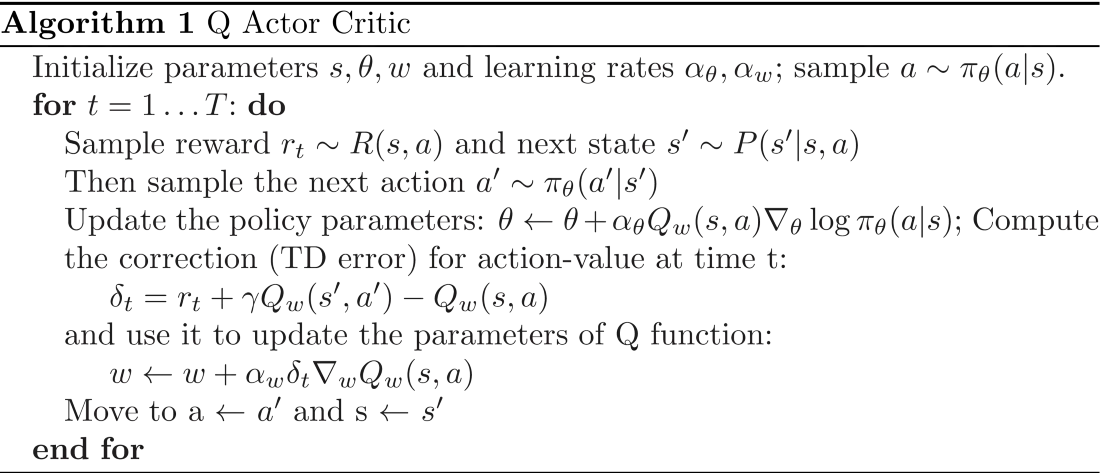 Algorithm 1 Q Actor Critic
Initialize parameters s, θ, w and learning rates α_θ, α_w; sample a ∼ π_θ(a|s).
for t = 1 … T: do
Sample reward r_t ∼ R(s, a) and next state s′ ∼ P(s′|s, a)
Then sample the next action a′ ∼ π_θ(a′|s′)
Update the policy parameters: θ ← θ + α_θ Q_w(s, a)∇_θ log π_θ(a|s); Compute
the correction (TD error) for action-value at time t:
δ_t = r_t + γQ_w(s′, a′) − Q_w(s, a)
and use it to update the parameters of Q function:
w ← w + α_w δ_t ∇_w Q_w(s, a)
Move to a ← a′ and s ← s′
end for